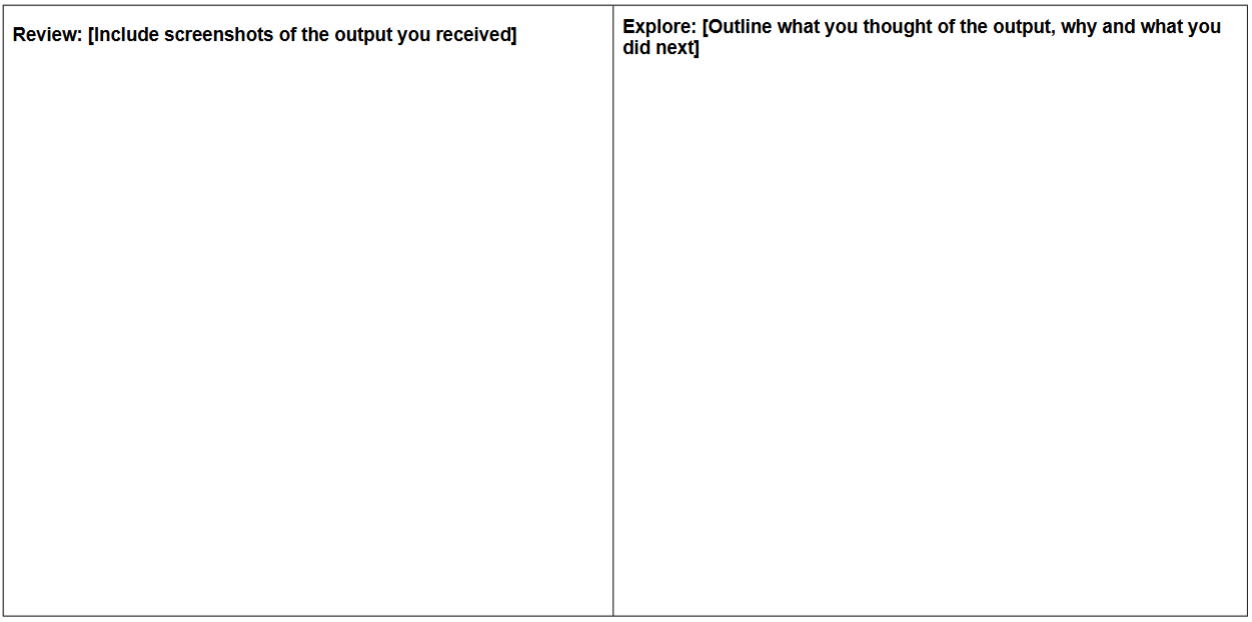 Review: [Include screenshots of the output you received]
Explore: [Outline what you thought of the output, why and what you
did next]